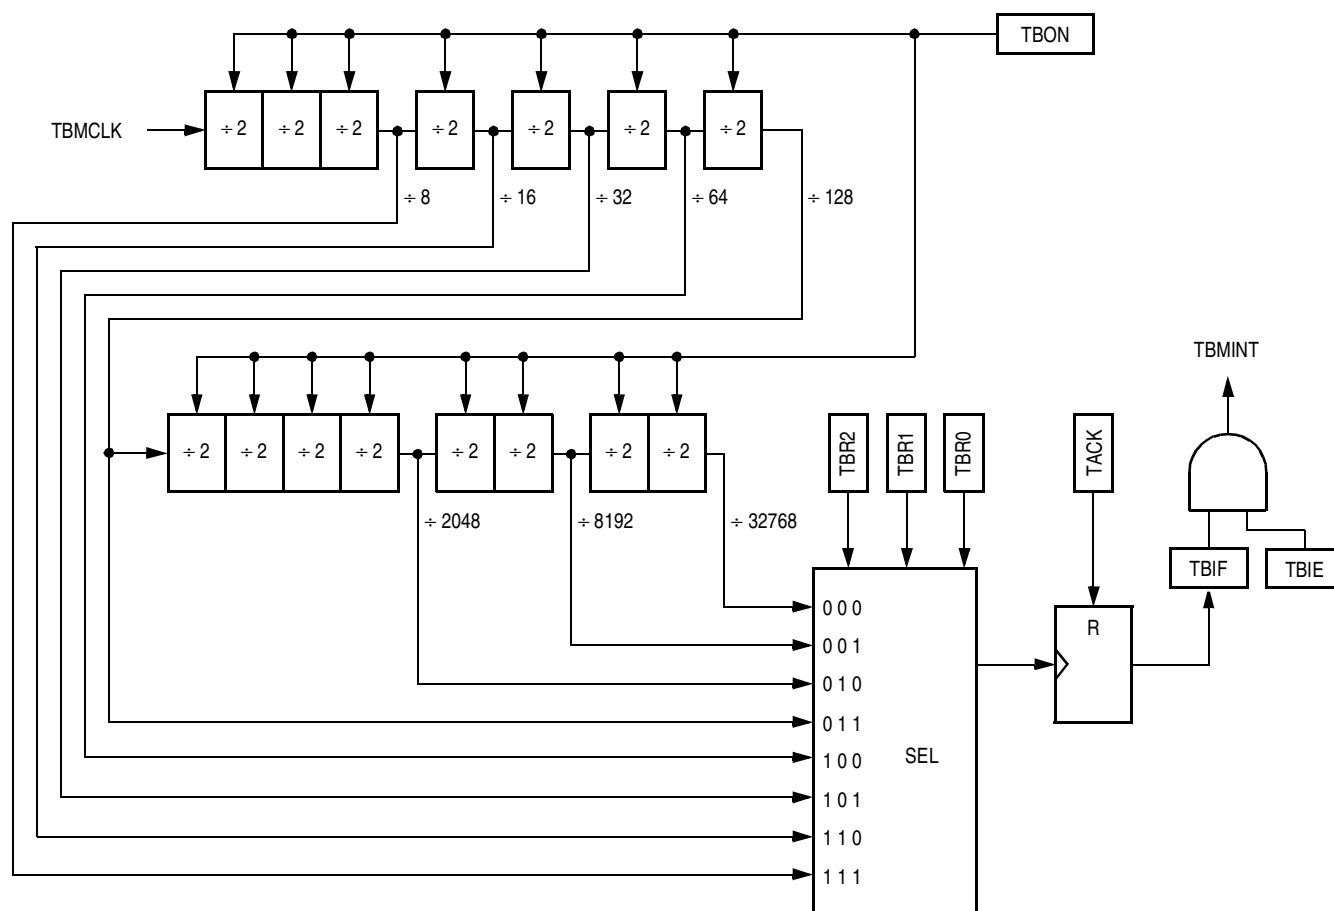 TBON
TBMCLK
÷ 2
÷ 2
÷ 2
÷ 2
÷ 2
÷ 2
÷ 2
÷ 8
÷ 16
÷ 32
÷ 64
÷ 128
TBMINT
÷ 2
÷ 2
÷ 2
÷ 2
÷ 2
÷ 2
÷ 2
÷ 2
TBR2
TBR1
TBR0
TACK
÷ 2048
÷ 8192
÷ 32768
TBIF
TBIE
R
0 0 0
0 0 1
0 1 0
0 1 1
1 0 0
1 0 1
1 1 0
1 1 1
SEL